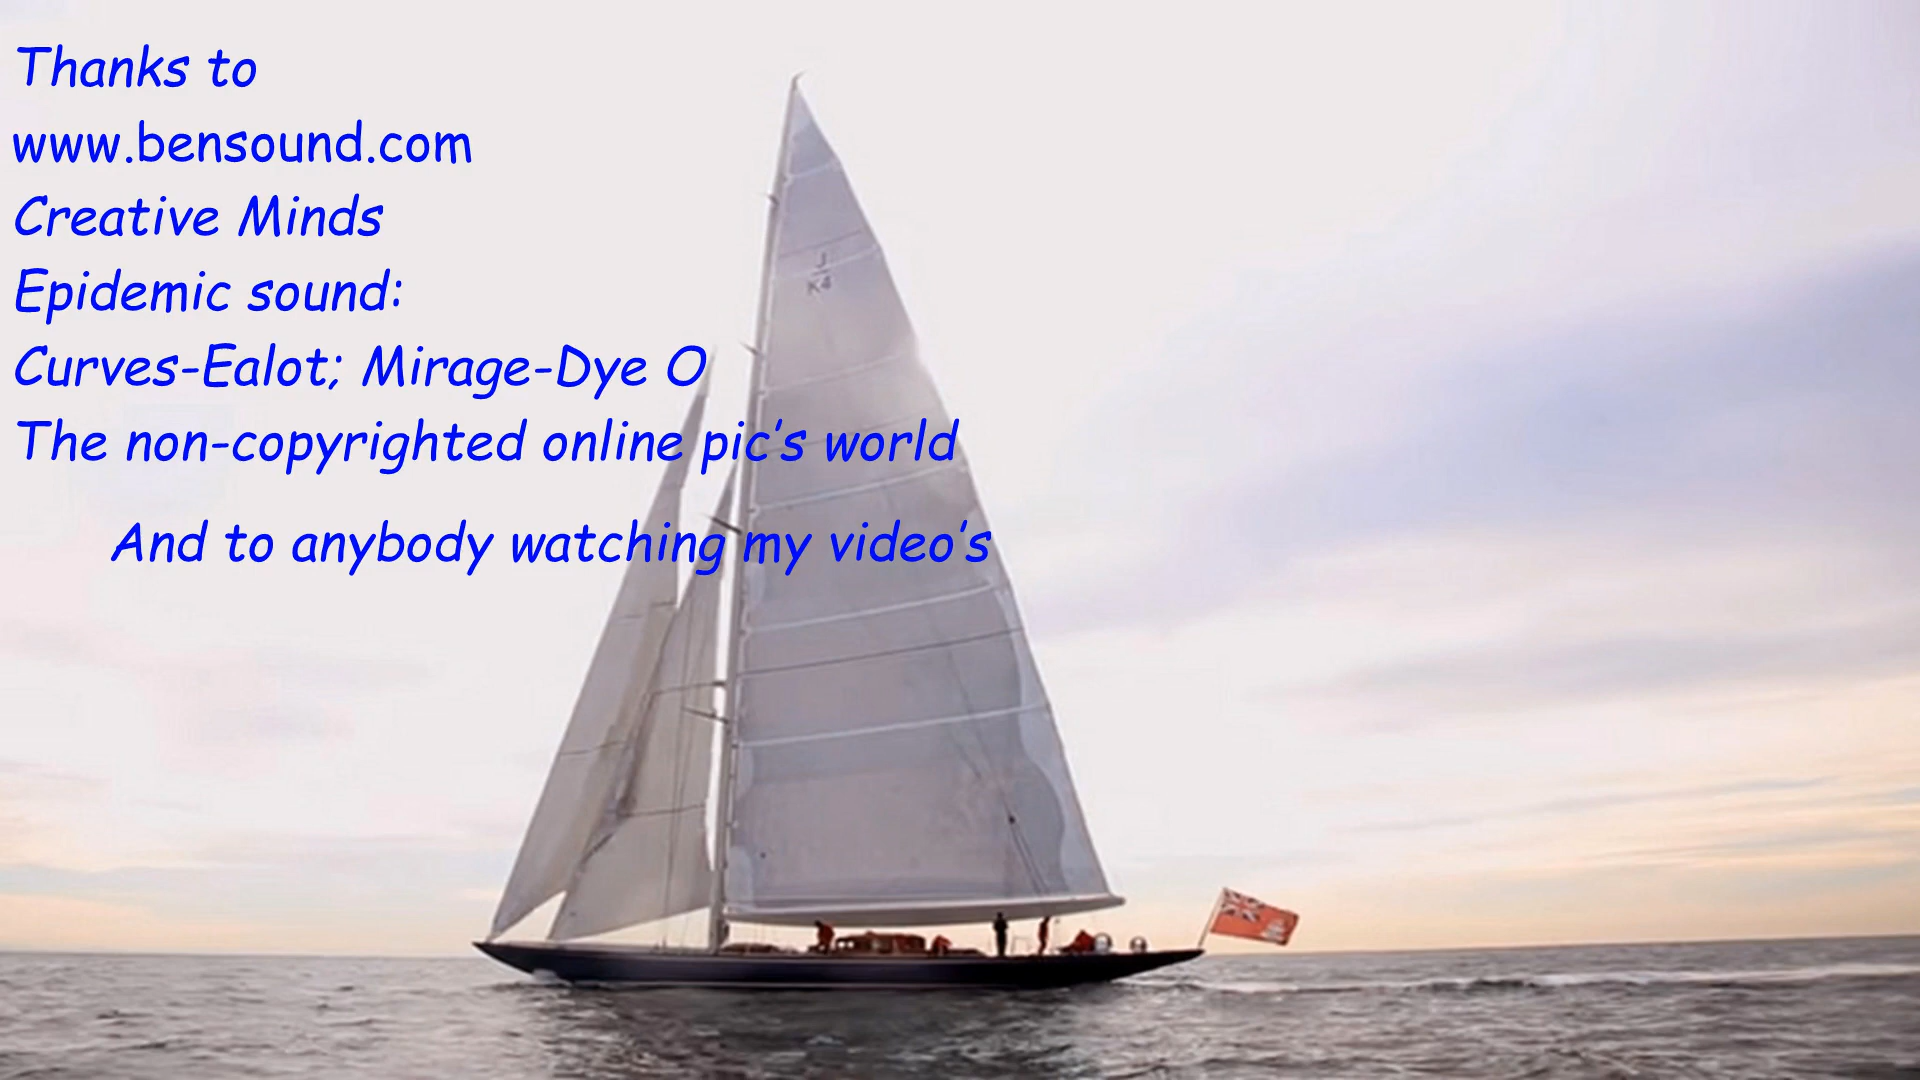 Thanks to
www.bensound.com
Creative Minds
Epidemic sound:
Curves-Ealot; Mirage-Dye O
The non-copyrighted online pic's world
And to anybody watching my video's
J
K4